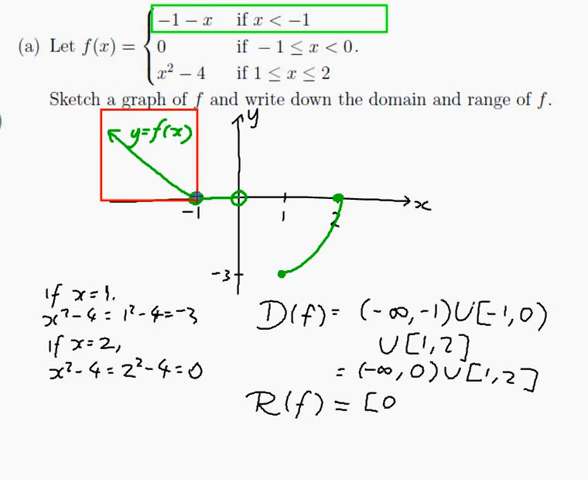 (a) Let f(x) = { −1 − x if x < −1
0 if − 1 ≤ x < 0.
x² − 4 if 1 ≤ x ≤ 2
Sketch a graph of f and write down the domain and range of f.
y
y=f(x)
-1 1 2 x
-3
if x=1.
x²-4 = 1²-4=-3
if x=2,
x²-4=2²-4=0
D(f)= (-∞,-1)∪[-1,0)
∪[1,2]
= (-∞,0)∪[1,2]
R(f) = [0